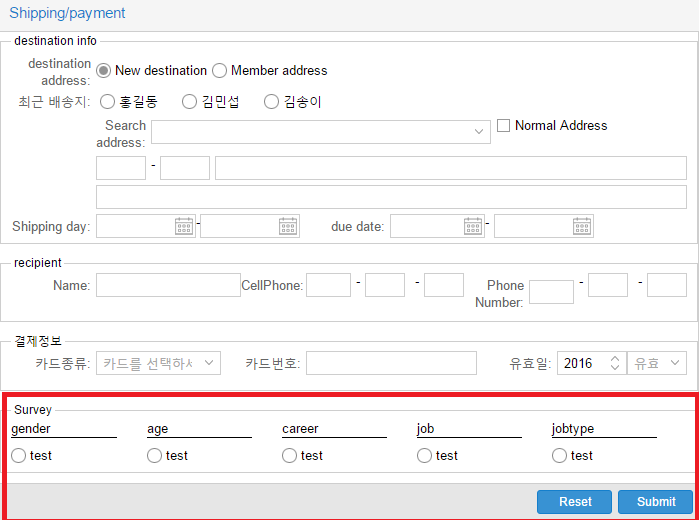 Shipping/payment
destination info
destination address: New destination Member address
최근 배송지: 홍길동 김민섭 김송이
Search address: Normal Address
-
Shipping day: - due date: -
recipient
Name: CellPhone: - - Phone Number: - -
결제정보
카드종류: 카드를 선택하세 카드번호: 유효일: 2016 유효
Survey
gender age career job jobtype
test test test test test
Reset Submit